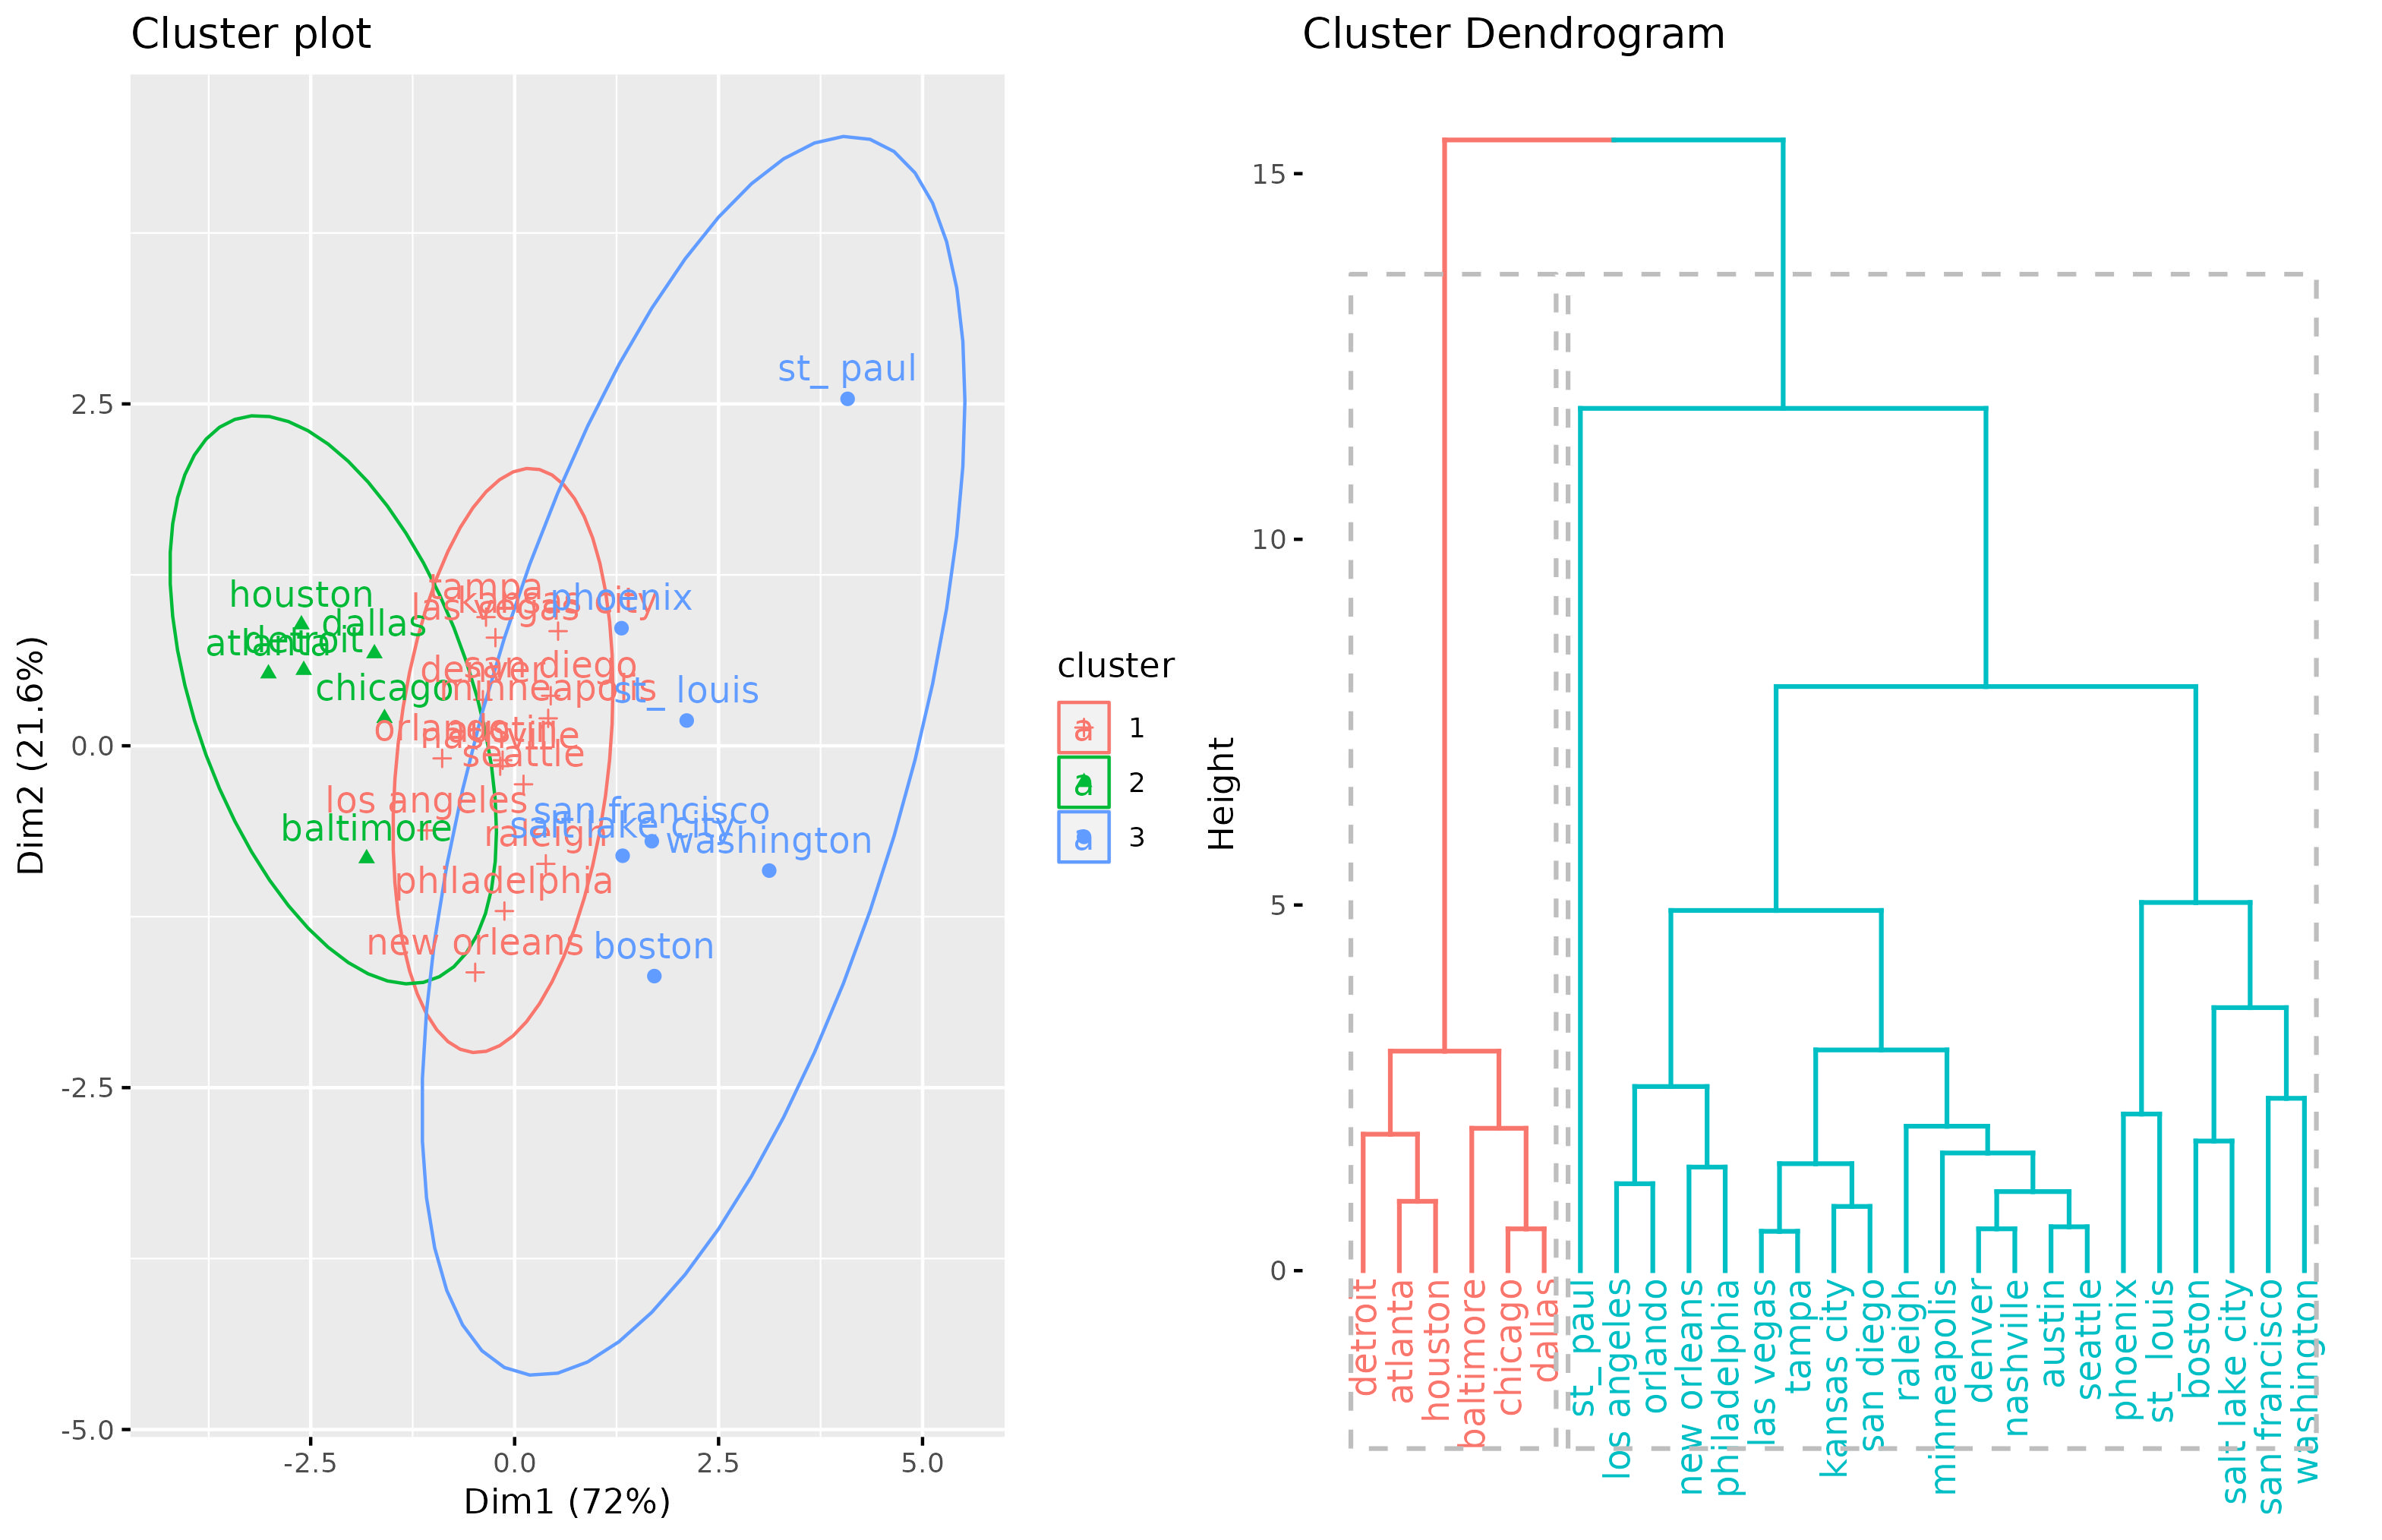 Cluster plot
st_ paul
2.5
houston
tampa
las vegas
kansas city
phoenix
dallas
atlanta
detroit
denver
san diego
chicago
minneapolis
st_ louis
orlando
austin
nashville
0.0
seattle
los angeles
san francisco
baltimore
salt lake city
raleigh
washington
philadelphia
new orleans
boston
-2.5
-5.0
-2.5
0.0
2.5
5.0
Dim1 (72%)
Dim2 (21.6%)
cluster
a 1
a 2
a 3
Cluster Dendrogram
15
10
5
0
Height
detroit
atlanta
houston
baltimore
chicago
dallas
st_ paul
los angeles
orlando
new orleans
philadelphia
las vegas
tampa
kansas city
san diego
raleigh
minneapolis
denver
nashville
austin
seattle
phoenix
st_ louis
boston
salt lake city
san francisco
washington